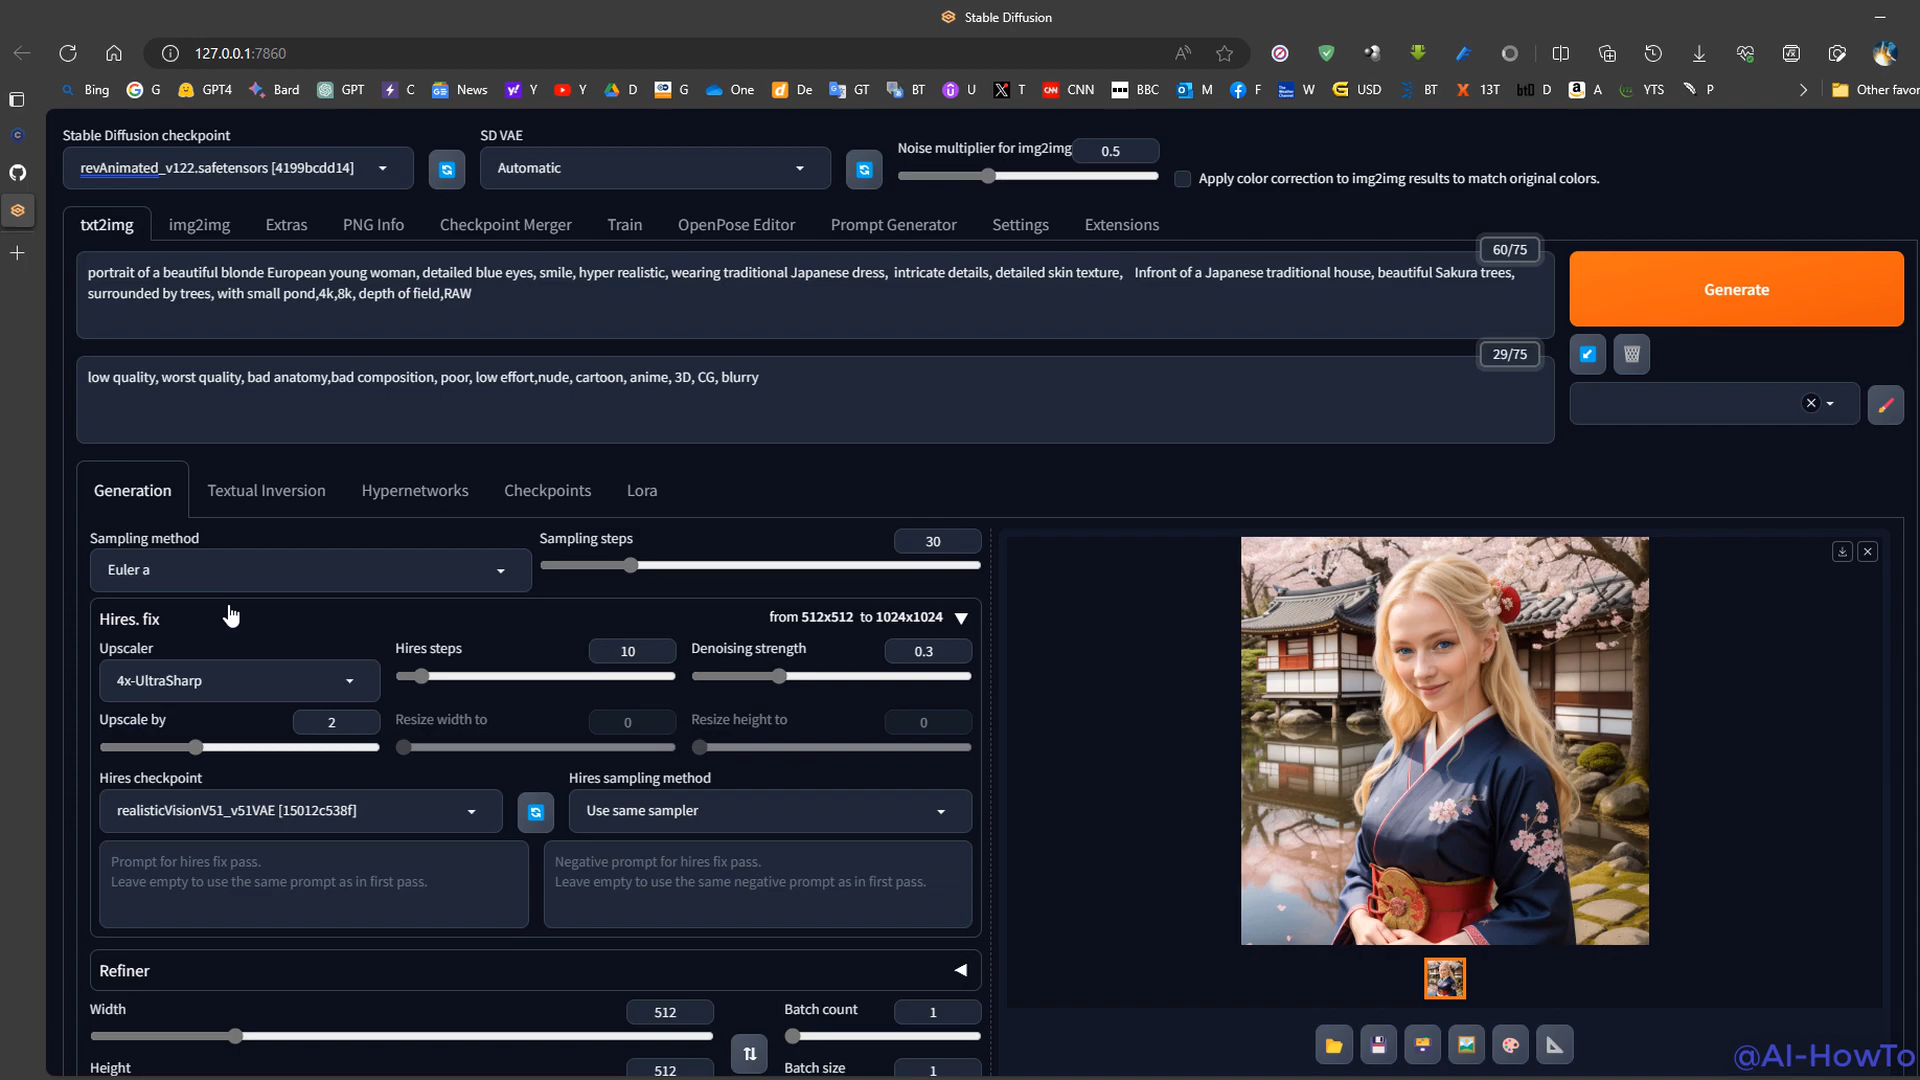 Stable Diffusion
127.0.0.1:7860
Bing G GPT4 Bard GPT C News Y Y D G One De GT BT U T CNN BBC M F W USD BT 13T D A YTS P Other favor
Stable Diffusion checkpoint SD VAE Noise multiplier for img2img 0.5
revAnimated_v122.safetensors [4199bcdd14] Automatic Apply color correction to img2img results to match original colors.
txt2img img2img Extras PNG Info Checkpoint Merger Train OpenPose Editor Prompt Generator Settings Extensions
60/75
portrait of a beautiful blonde European young woman, detailed blue eyes, smile, hyper realistic, wearing traditional Japanese dress, intricate details, detailed skin texture, Infront of a Japanese traditional house, beautiful Sakura trees,
surrounded by trees, with small pond,4k,8k, depth of field,RAW
Generate
29/75
low quality, worst quality, bad anatomy,bad composition, poor, low effort,nude, cartoon, anime, 3D, CG, blurry
Generation Textual Inversion Hypernetworks Checkpoints Lora
Sampling method Sampling steps 30
Euler a
Hires. fix from 512x512 to 1024x1024
Upscaler Hires steps 10 Denoising strength 0.3
4x-UltraSharp
Upscale by 2 Resize width to 0 Resize height to 0
Hires checkpoint Hires sampling method
realisticVisionV51_v51VAE [15012c538f] Use same sampler
Prompt for hires fix pass. Negative prompt for hires fix pass.
Leave empty to use the same prompt as in first pass. Leave empty to use the same negative prompt as in first pass.
Refiner
Width 512 Batch count 1
Height 512 Batch size 1
@AI-HowTo